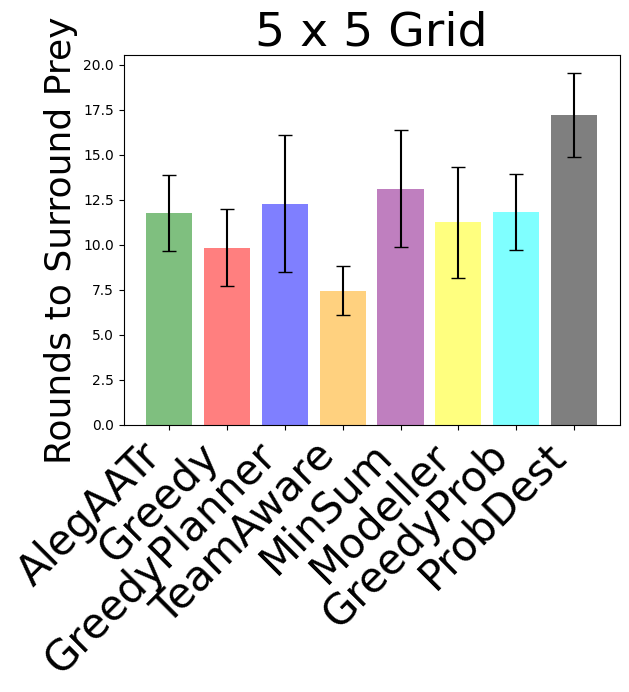 5 x 5 Grid
Rounds to Surround Prey
20.0
17.5
15.0
12.5
10.0
7.5
5.0
2.5
0.0
AlegAATr
Greedy
GreedyPlanner
TeamAware
MinSum
Modeller
GreedyProb
ProbDest